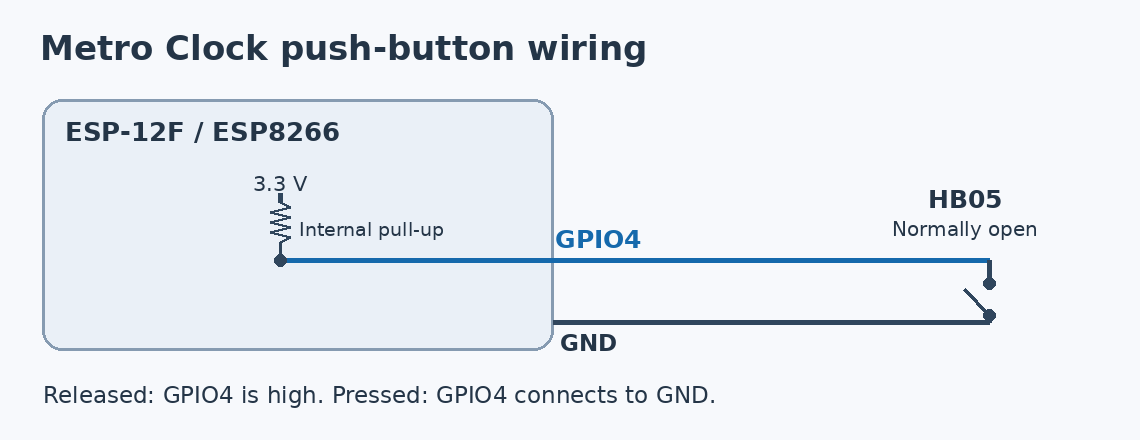 Metro Clock push-button wiring
ESP-12F / ESP8266
3.3 V
Internal pull-up
GPIO4
HB05
Normally open
GND
Released: GPIO4 is high. Pressed: GPIO4 connects to GND.